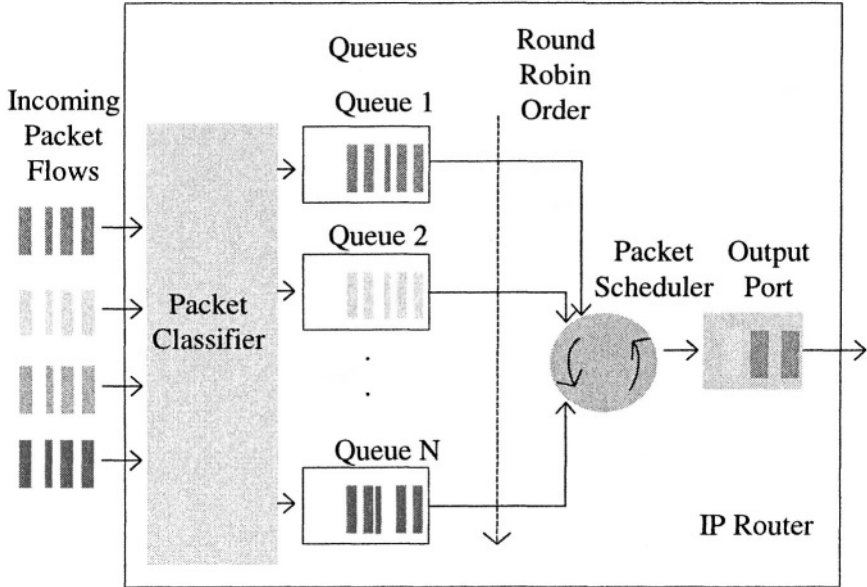 Queues
Round
Robin
Order
Incoming
Packet
Flows
Queue 1
Queue 2
Packet
Classifier
Packet
Scheduler
Output
Port
Queue N
IP Router